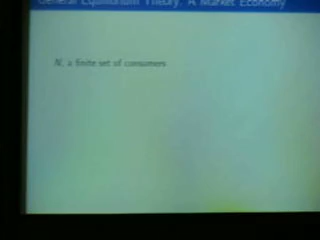 General Equilibrium Theory: A Market Economy
N, a finite set of consumers